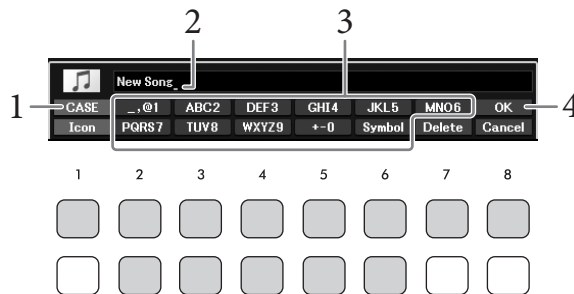 2
3
New Song_
1
CASE _,@1 ABC2 DEF3 GHI4 JKL5 MNO6 OK
4
Icon PQRS7 TUV8 WXYZ9 +-0 Symbol Delete Cancel
1 2 3 4 5 6 7 8